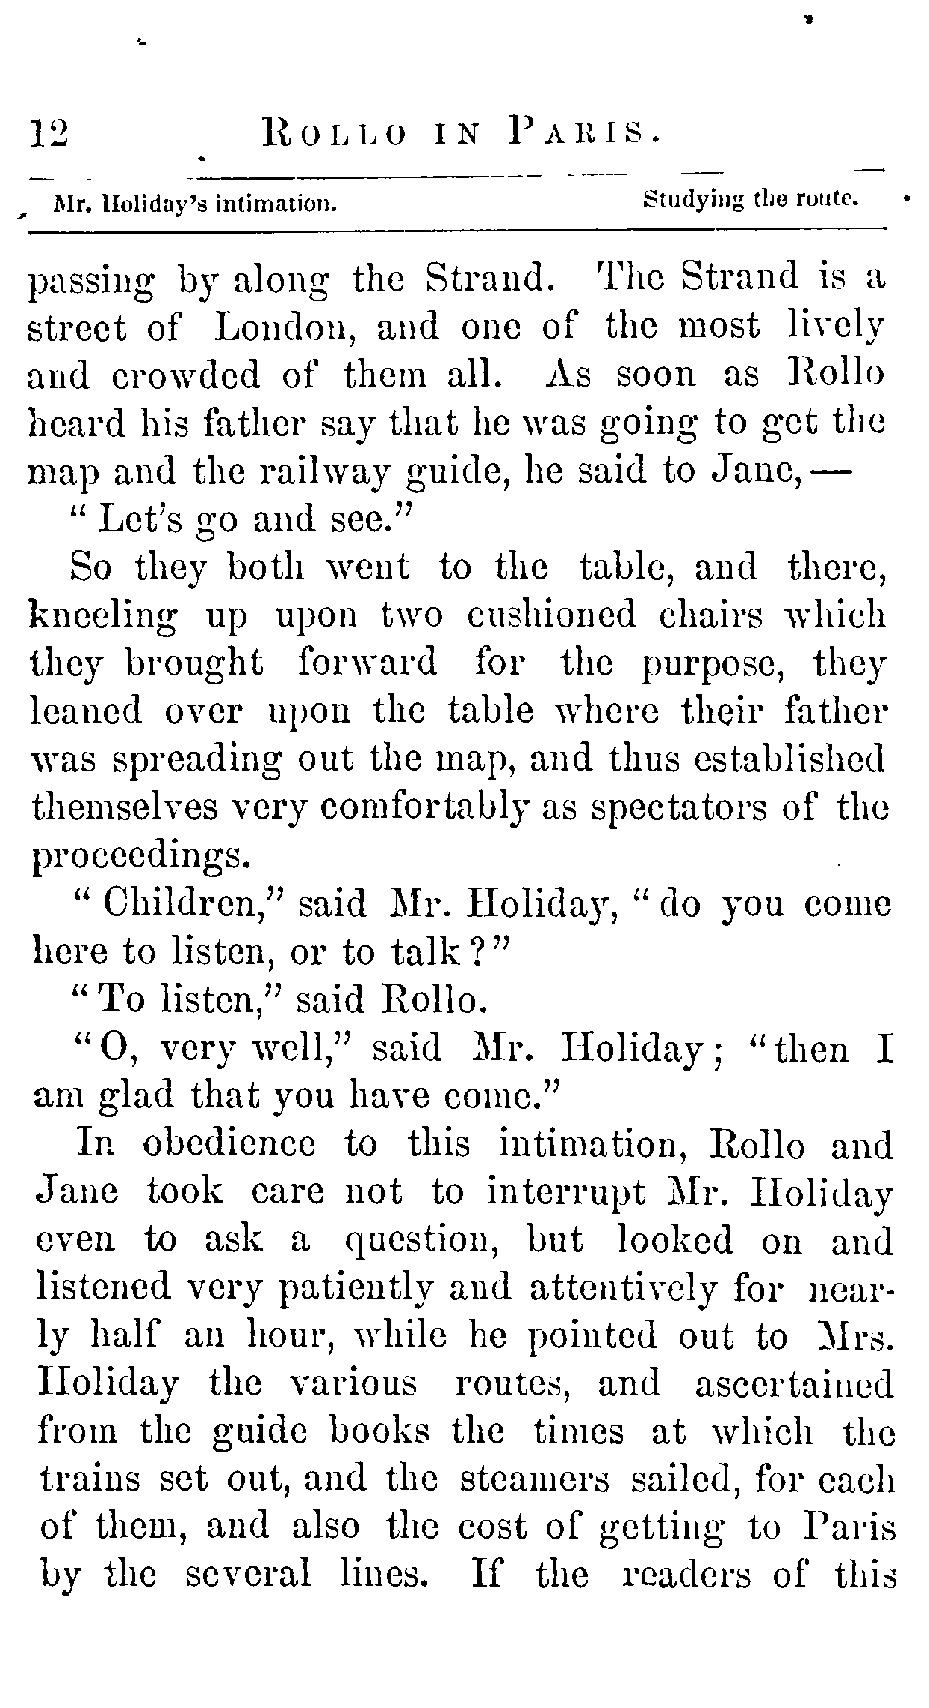 12 ROLLO IN PARIS.
Mr. Holiday's intimation. Studying the route.
passing by along the Strand. The Strand is a
street of London, and one of the most lively
and crowded of them all. As soon as Rollo
heard his father say that he was going to get the
map and the railway guide, he said to Jane,—
“Let's go and see.”
So they both went to the table, and there,
kneeling up upon two cushioned chairs which
they brought forward for the purpose, they
leaned over upon the table where their father
was spreading out the map, and thus established
themselves very comfortably as spectators of the
proceedings.
“Children,” said Mr. Holiday, “do you come
here to listen, or to talk?”
“To listen,” said Rollo.
“O, very well,” said Mr. Holiday; “then I
am glad that you have come.”
In obedience to this intimation, Rollo and
Jane took care not to interrupt Mr. Holiday
even to ask a question, but looked on and
listened very patiently and attentively for near-
ly half an hour, while he pointed out to Mrs.
Holiday the various routes, and ascertained
from the guide books the times at which the
trains set out, and the steamers sailed, for each
of them, and also the cost of getting to Paris
by the several lines. If the readers of this